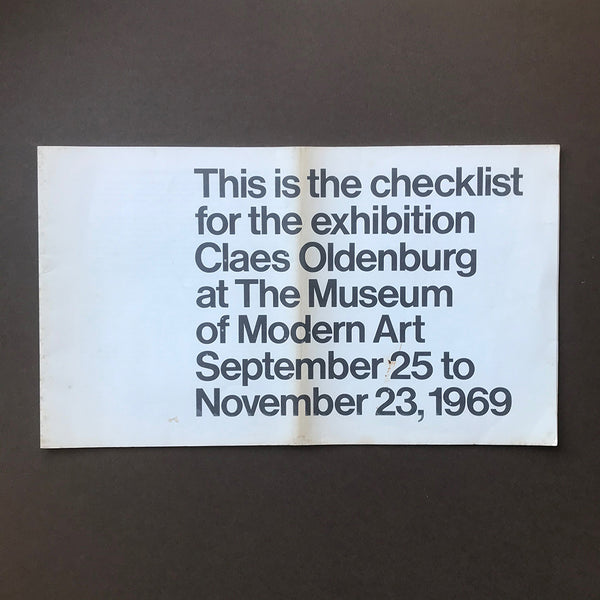 This is the checklist
for the exhibition
Claes Oldenburg
at The Museum
of Modern Art
September 25 to
November 23, 1969